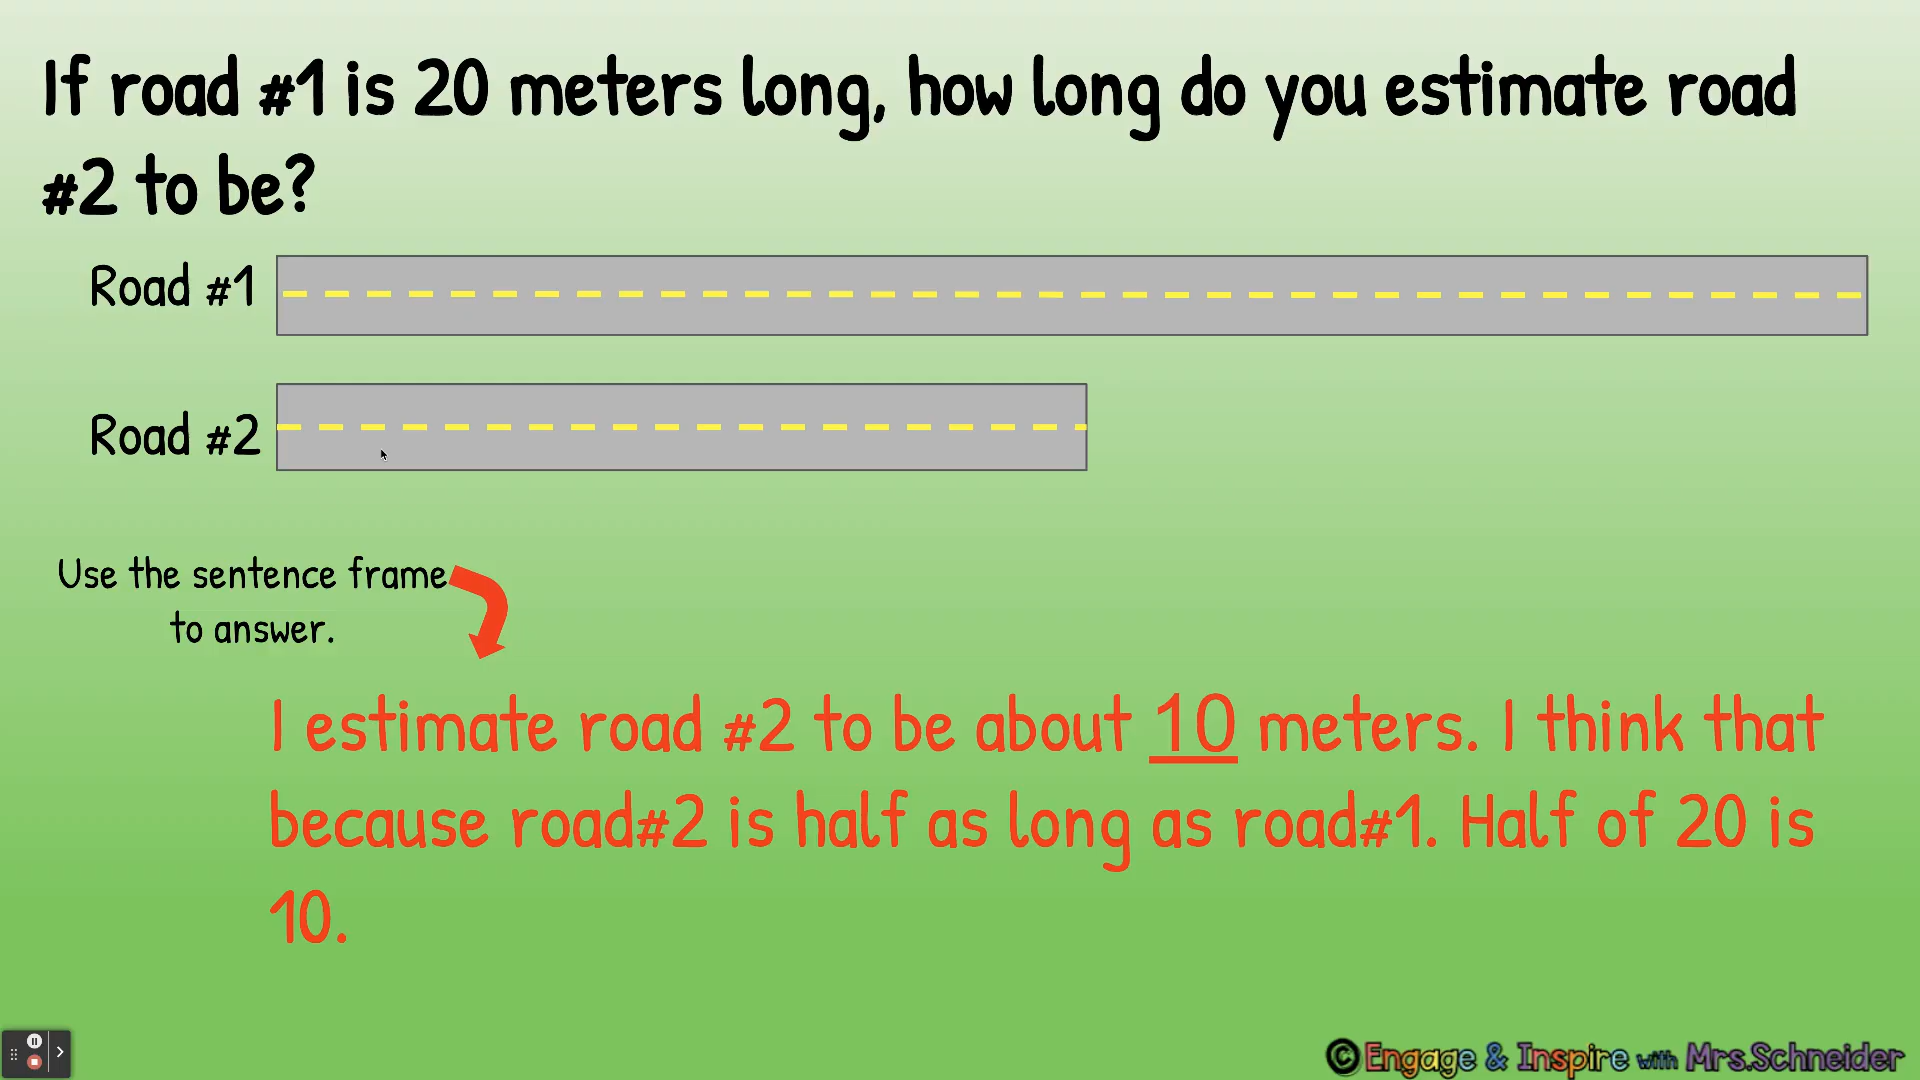 If road #1 is 20 meters long, how long do you estimate road
#2 to be?
Road #1
Road #2
Use the sentence frame
to answer.
I estimate road #2 to be about 10 meters. I think that
because road#2 is half as long as road#1. Half of 20 is
10.
©Engage & Inspire with Mrs.Schneider